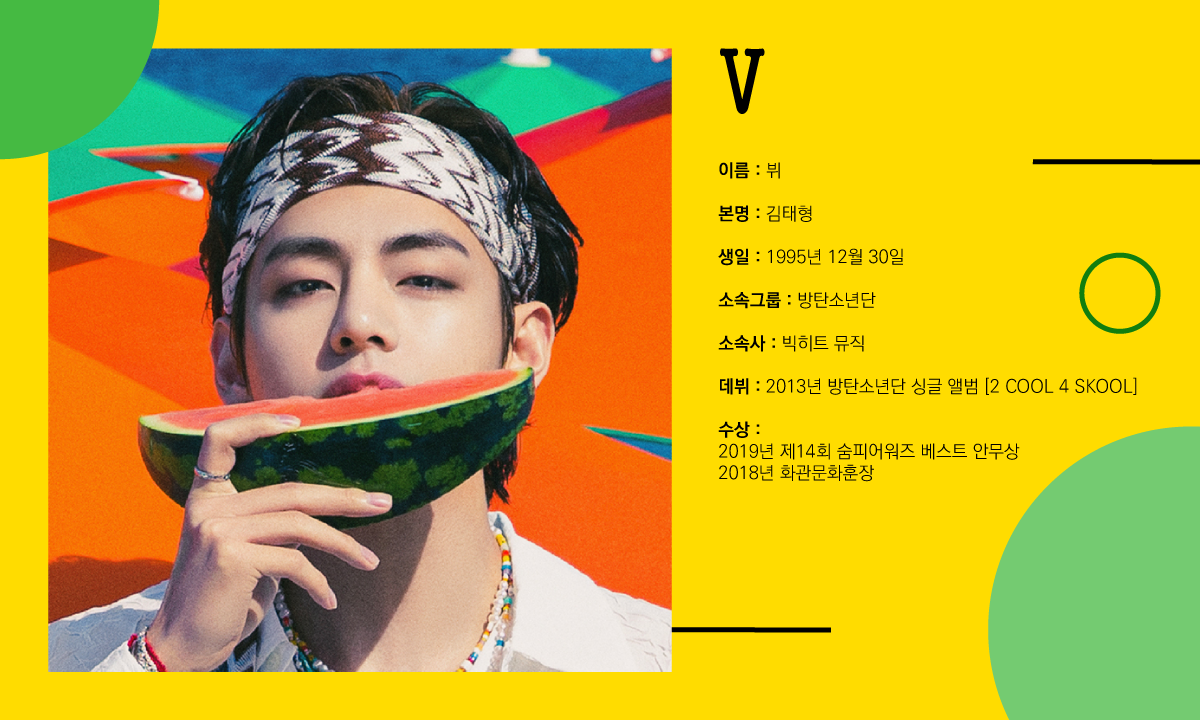 V
이름 : 뷔
본명 : 김태형
생일 : 1995년 12월 30일
소속그룹 : 방탄소년단
소속사 : 빅히트 뮤직
데뷔 : 2013년 방탄소년단 싱글 앨범 [2 COOL 4 SKOOL]
수상 :
2019년 제14회 숨피어워즈 베스트 안무상
2018년 화관문화훈장